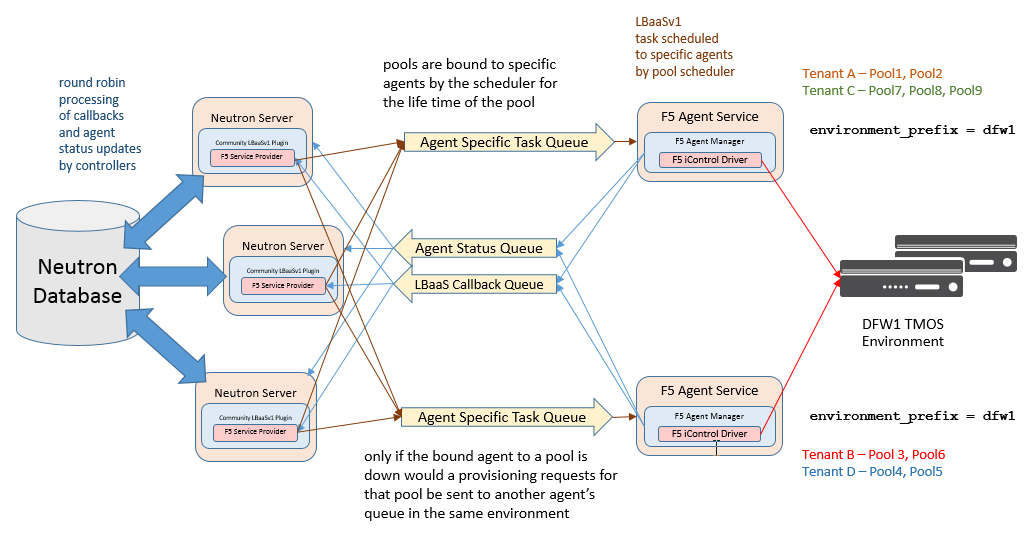 LBaaSv1
task scheduled
to specific agents
by pool scheduler
pools are bound to specific
agents by the scheduler for
the life time of the pool
round robin
processing
of callbacks
and agent
status updates
by controllers
Tenant A – Pool1, Pool2
Tenant C – Pool7, Pool8, Pool9
environment_prefix = dfw1
Neutron Server
Community LBaaSv1 Plugin
F5 Service Provider
Agent Specific Task Queue
F5 Agent Service
F5 Agent Manager
F5 iControl Driver
Neutron Server
Community LBaaSv1 Plugin
F5 Service Provider
Agent Status Queue
LBaaS Callback Queue
Neutron
Database
DFW1 TMOS
Environment
Neutron Server
Community LBaaSv1 Plugin
F5 Service Provider
Agent Specific Task Queue
F5 Agent Service
F5 Agent Manager
F5 iControl Driver
environment_prefix = dfw1
Tenant B – Pool 3, Pool6
Tenant D – Pool4, Pool5
only if the bound agent to a pool is
down would a provisioning requests for
that pool be sent to another agent's
queue in the same environment